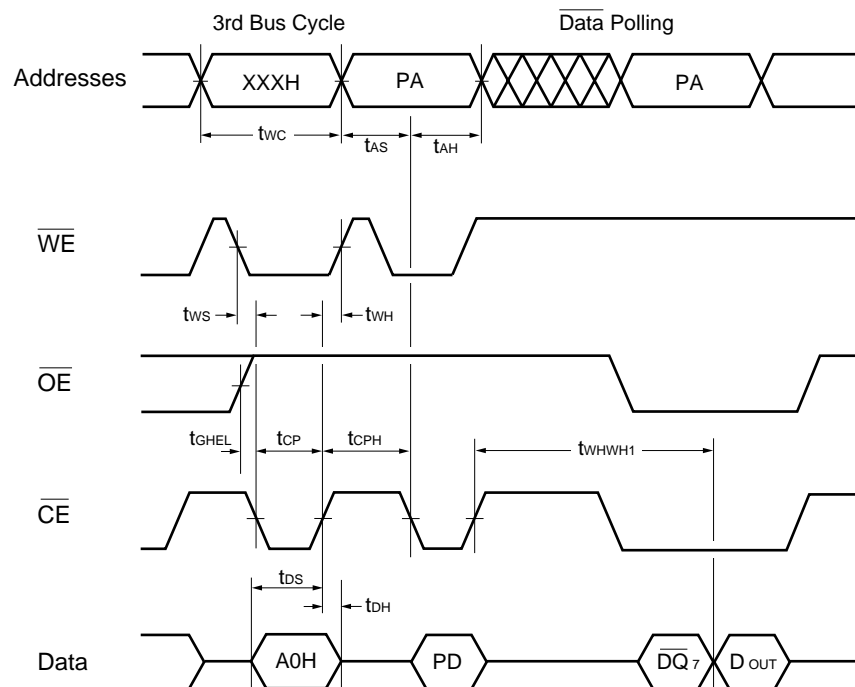 3rd Bus Cycle Data Polling
Addresses XXXH PA PA
tWC tAS tAH
WE
tWS tWH
OE
tGHEL tCP tCPH tWHWH1
CE
tDS tDH
Data A0H PD DQ7 DOUT